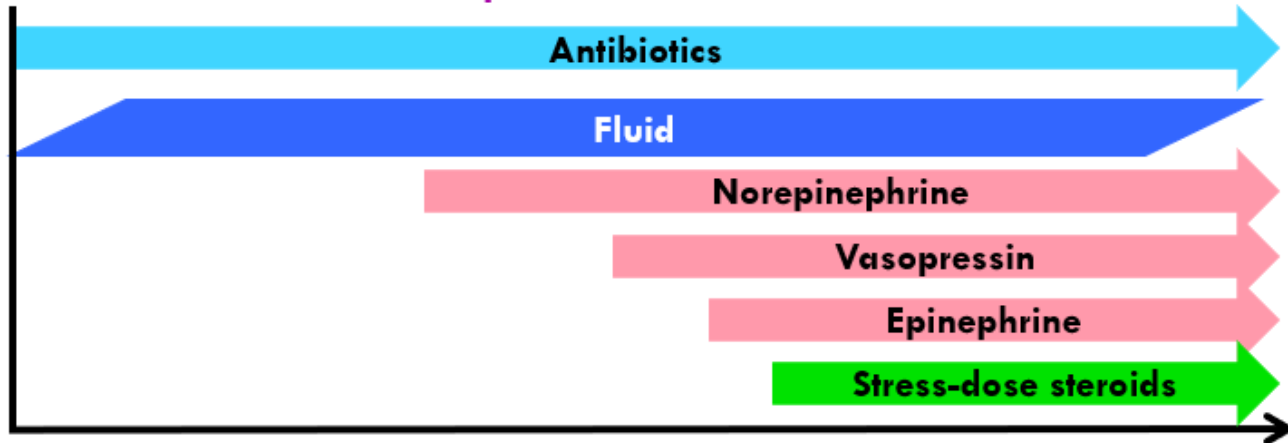 Antibiotics
Fluid
Norepinephrine
Vasopressin
Epinephrine
Stress-dose steroids